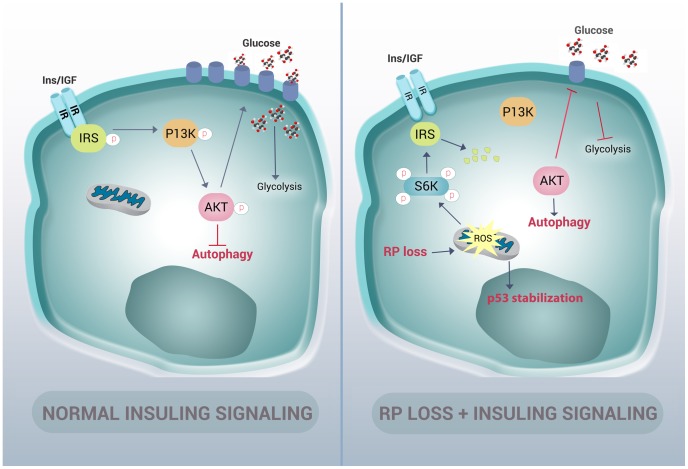 Glucose
Ins/IGF
IR
IR
IRS
p
P13K
p
AKT
p
Glycolysis
Autophagy
NORMAL INSULING SIGNALING
Glucose
Ins/IGF
IR
IR
P13K
IRS
Glycolysis
p
p
S6K
p
p
AKT
Autophagy
ROS
RP loss
p53 stabilization
RP LOSS + INSULING SIGNALING